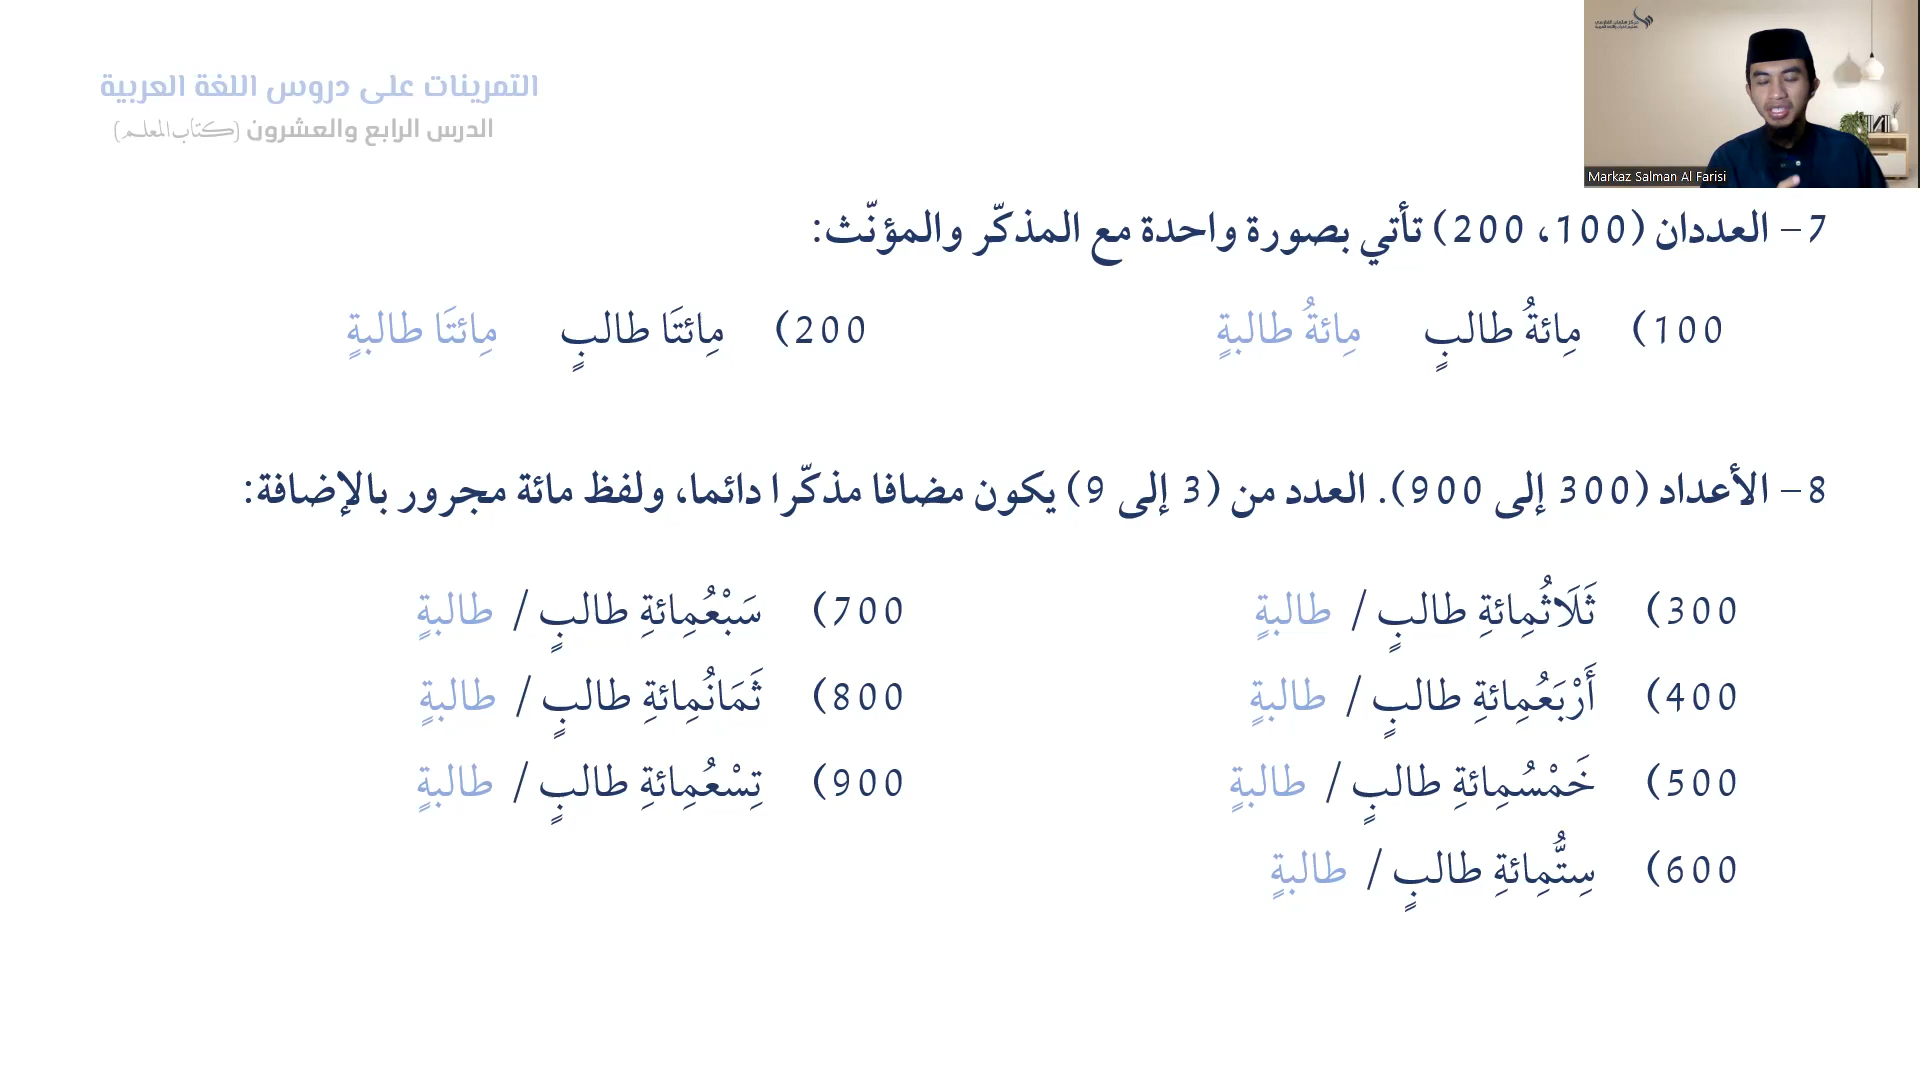 التمرينات على دروس اللغة العربية
الدرس الرابع والعشرون (كتاب المعلم)
Markaz Salman Al Farisi
7– العددان (100، 200) تأتي بصورة واحدة مع المذكّر والمؤنّث:
100) مِائةُ طالبٍ مِائةُ طالبةٍ
200) مِائتَا طالبٍ مِائتَا طالبةٍ
8– الأعداد (300 إلى 900). العدد من (3 إلى 9) يكون مضافا مذكّرا دائما، ولفظ مائة مجرور بالإضافة:
300) ثَلَاثُمِائةِ طالبٍ / طالبةٍ
400) أَرْبَعُمِائةِ طالبٍ / طالبةٍ
500) خَمْسُمِائةِ طالبٍ / طالبةٍ
600) سِتُّمِائةِ طالبٍ / طالبةٍ
700) سَبْعُمِائةِ طالبٍ / طالبةٍ
800) ثَمَانُمِائةِ طالبٍ / طالبةٍ
900) تِسْعُمِائةِ طالبٍ / طالبةٍ